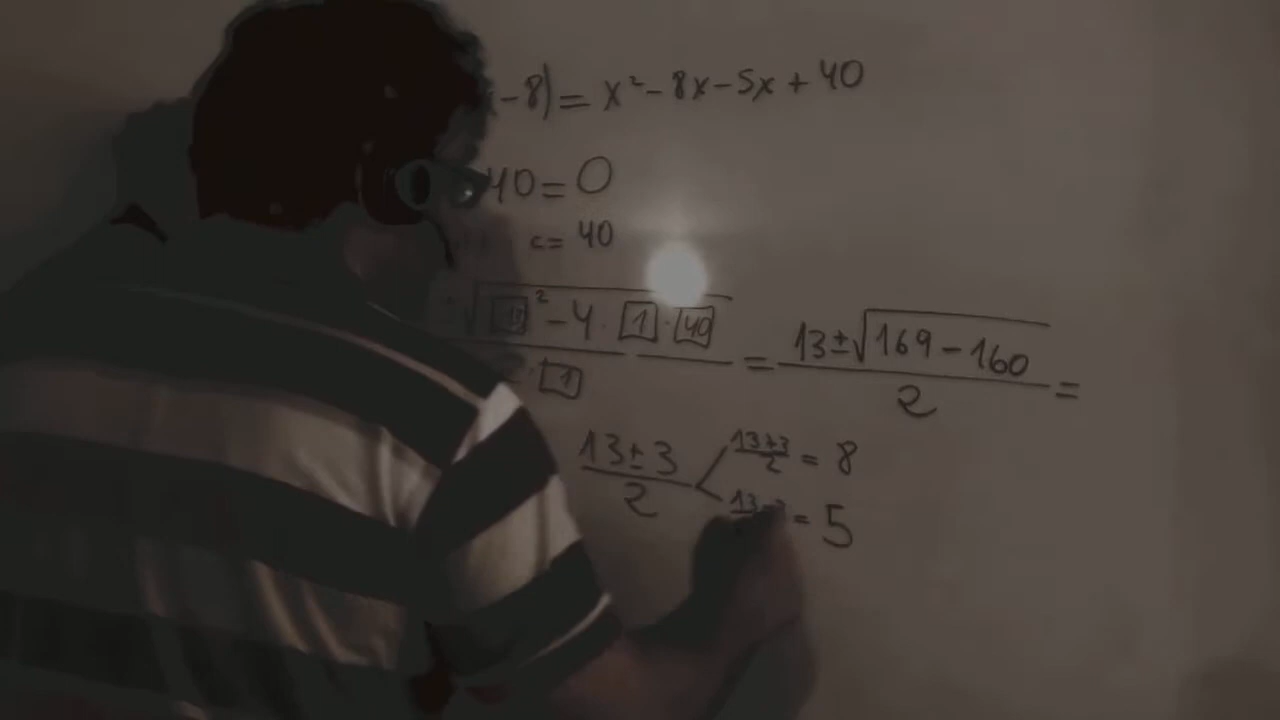 -8) = x² - 8x - 5x + 40
40 = 0
c = 40
√ ² - 4 · 1 · 40 = 13 ± √169 - 160 / 2 =
· 1
13 ± 3 / 2 < 13 + 3 / 2 = 8
13 - = 5